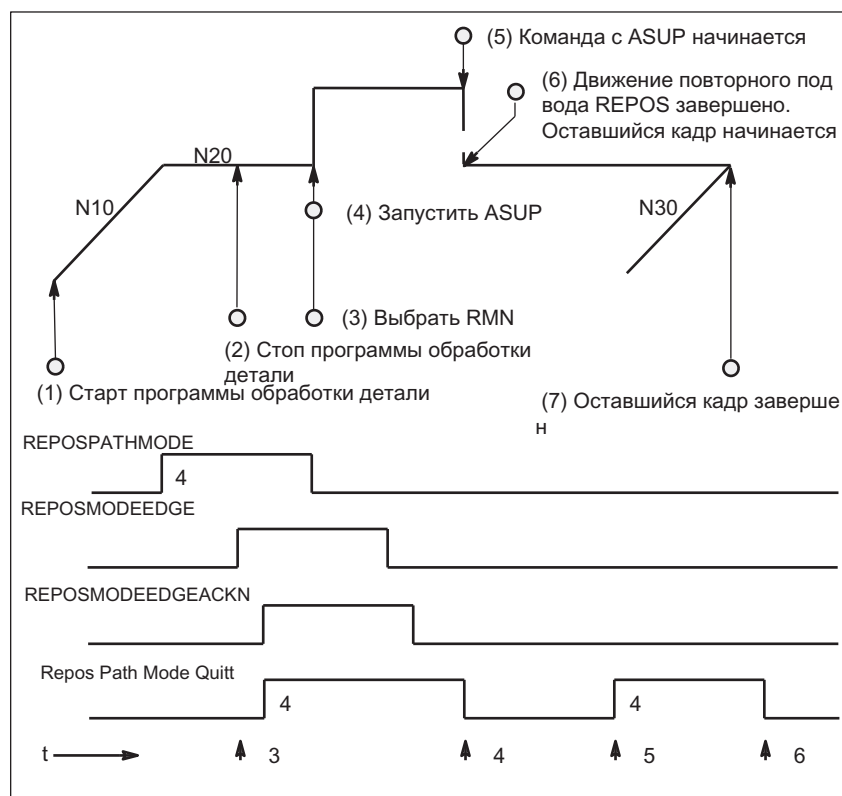 (5) Команда с ASUP начинается
(6) Движение повторного под
вода REPOS завершено.
Оставшийся кадр начинается
N20
N10
(4) Запустить ASUP
N30
(3) Выбрать RMN
(2) Стоп программы обработки
детали
(1) Старт программы обработки детали
(7) Оставшийся кадр заверше
н
REPOSPATHMODE
4
REPOSMODEEDGE
REPOSMODEEDGEACKN
Repos Path Mode Quitt
4
4
t
3
4
5
6